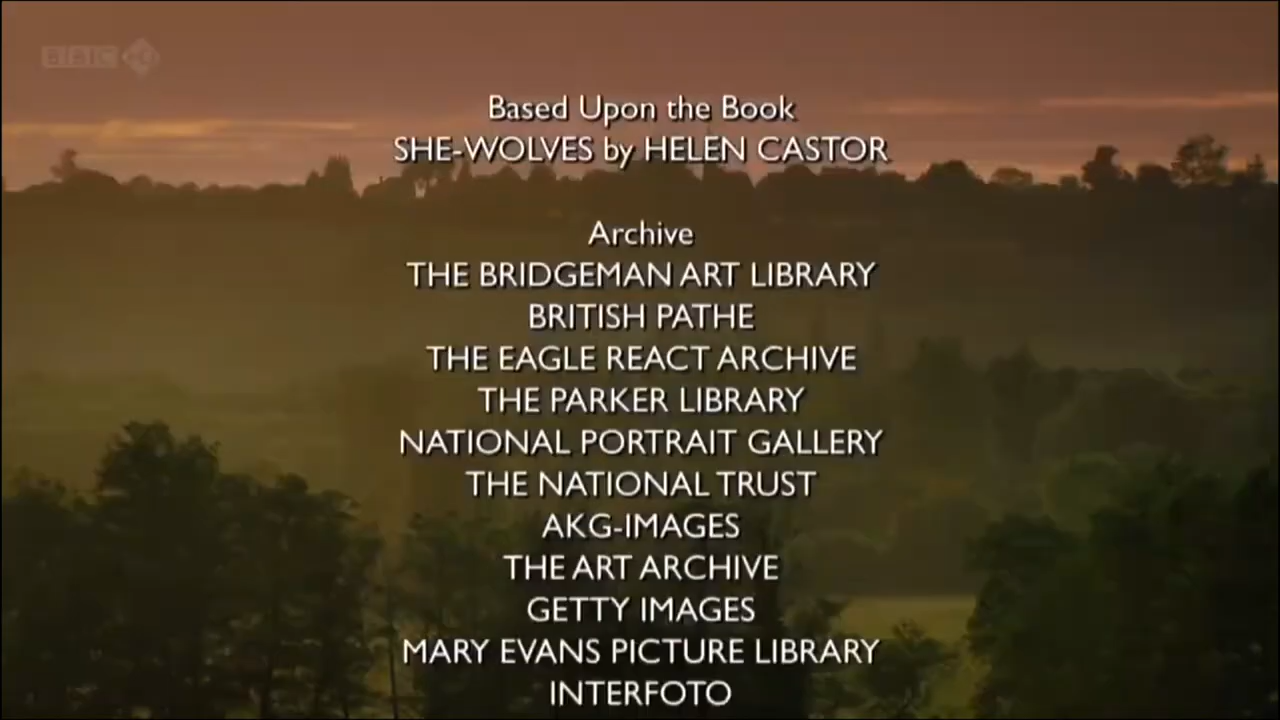 BBC HD
Based Upon the Book
SHE-WOLVES by HELEN CASTOR
Archive
THE BRIDGEMAN ART LIBRARY
BRITISH PATHE
THE EAGLE REACT ARCHIVE
THE PARKER LIBRARY
NATIONAL PORTRAIT GALLERY
THE NATIONAL TRUST
AKG-IMAGES
THE ART ARCHIVE
GETTY IMAGES
MARY EVANS PICTURE LIBRARY
INTERFOTO